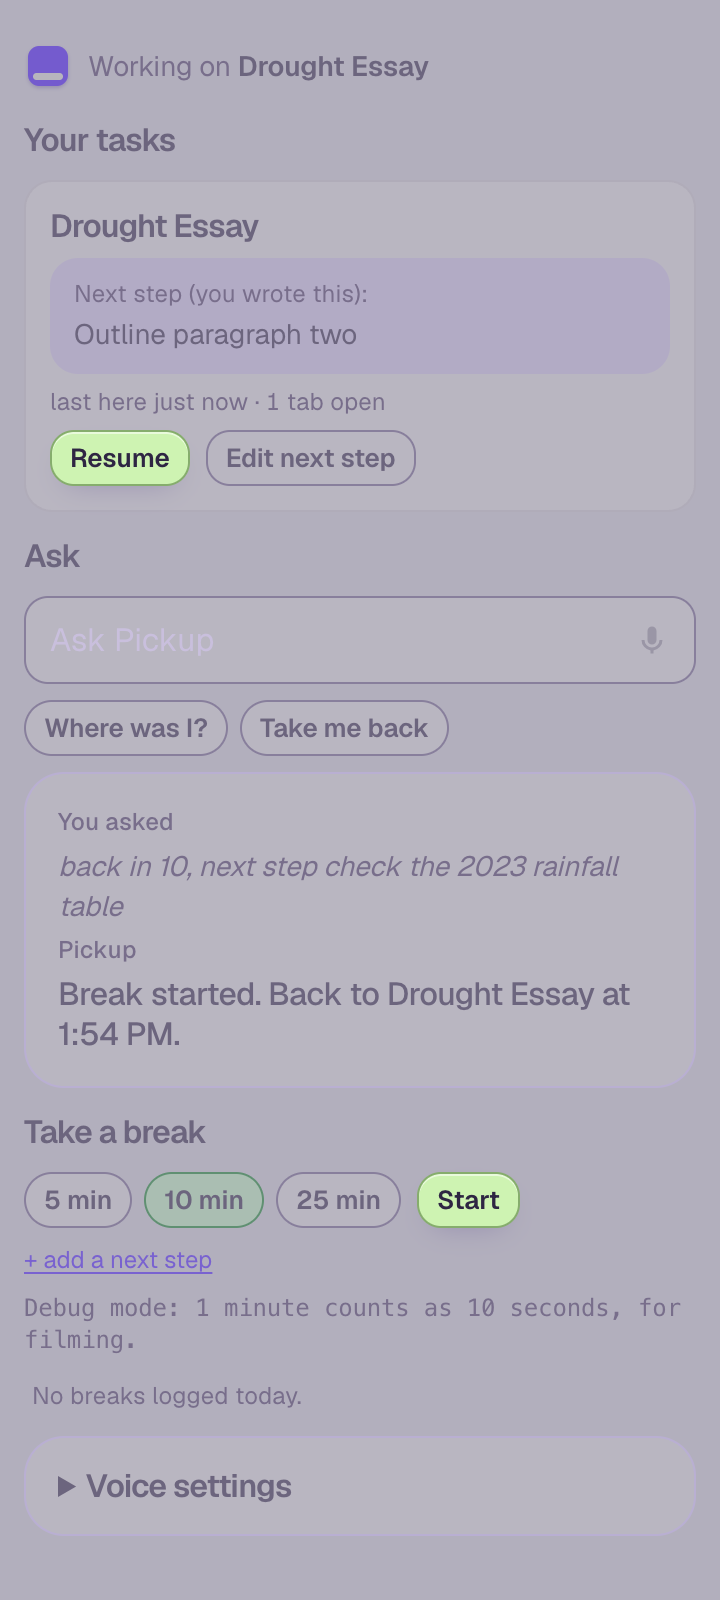 Working on Drought Essay
Your tasks
Drought Essay
Next step (you wrote this):
Outline paragraph two
last here just now · 1 tab open
Resume
Edit next step
Ask
Ask Pickup
Where was I?
Take me back
You asked
back in 10, next step check the 2023 rainfall
table
Pickup
Break started. Back to Drought Essay at
1:54 PM.
Take a break
5 min
10 min
25 min
Start
+ add a next step
Debug mode: 1 minute counts as 10 seconds, for
filming.
No breaks logged today.
Voice settings